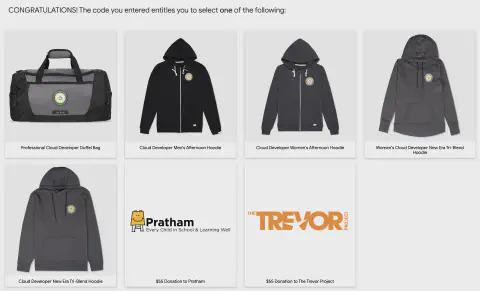 CONGRATULATIONS! The code you entered entitles you to select one of the following:
Professional Cloud Developer Duffel Bag
Cloud Developer Men's Afternoon Hoodie
Cloud Developer Women's Afternoon Hoodie
Women's Cloud Developer New Era Tri-Blend
Hoodie
Pratham
Every Child in School & Learning Well
THE TREVOR PROJECT
Cloud Developer New Era Tri-Blend Hoodie
$55 Donation to Pratham
$55 Donation to The Trevor Project